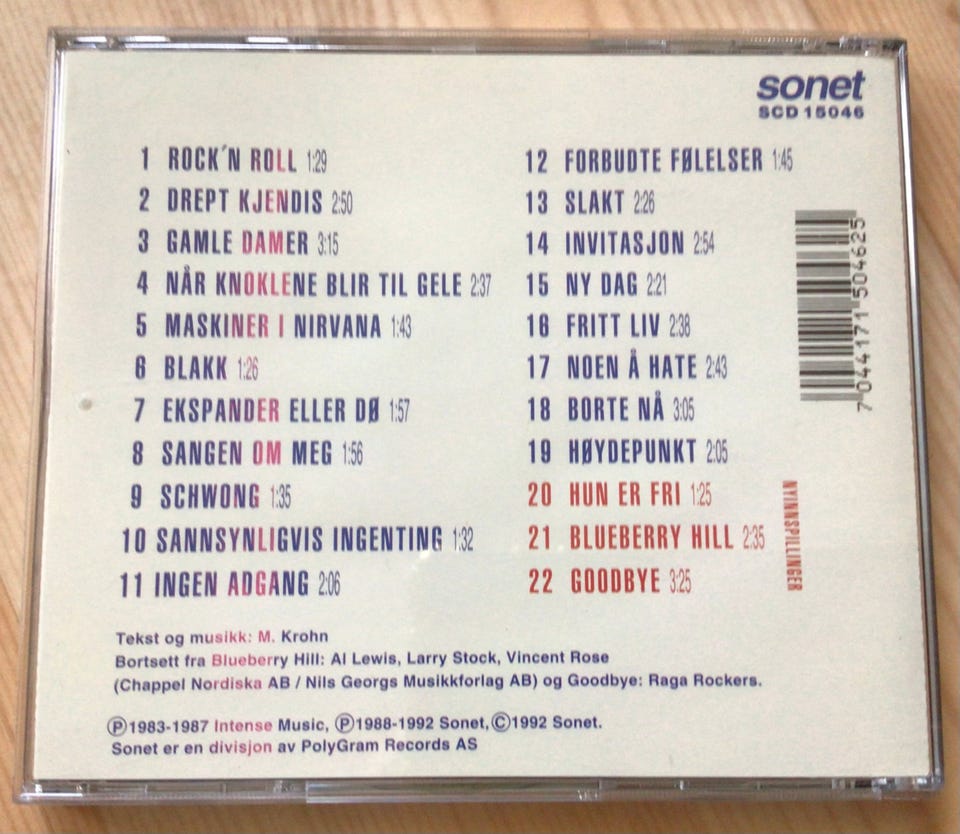 sonet
SCD 15046
1 ROCK´N ROLL 1:29
2 DREPT KJENDIS 2:50
3 GAMLE DAMER 3:15
4 NÅR KNOKLENE BLIR TIL GELE 2:37
5 MASKINER I NIRVANA 1:43
6 BLAKK 1:26
7 EKSPANDER ELLER DØ 1:57
8 SANGEN OM MEG 1:56
9 SCHWONG 1:35
10 SANNSYNLIGVIS INGENTING 1:32
11 INGEN ADGANG 2:06
12 FORBUDTE FØLELSER 1:45
13 SLAKT 2:26
14 INVITASJON 2:54
15 NY DAG 2:21
16 FRITT LIV 2:38
17 NOEN Å HATE 2:43
18 BORTE NÅ 3:05
19 HØYDEPUNKT 2:05
20 HUN ER FRI 1:25
21 BLUEBERRY HILL 2:35
22 GOODBYE 3:25
NYINNSPILLINGER
7 044171 504625
Tekst og musikk: M. Krohn
Bortsett fra Blueberry Hill: Al Lewis, Larry Stock, Vincent Rose
(Chappel Nordiska AB / Nils Georgs Musikkforlag AB) og Goodbye: Raga Rockers.
Ⓟ1983-1987 Intense Music, Ⓟ1988-1992 Sonet,Ⓒ1992 Sonet.
Sonet er en divisjon av PolyGram Records AS